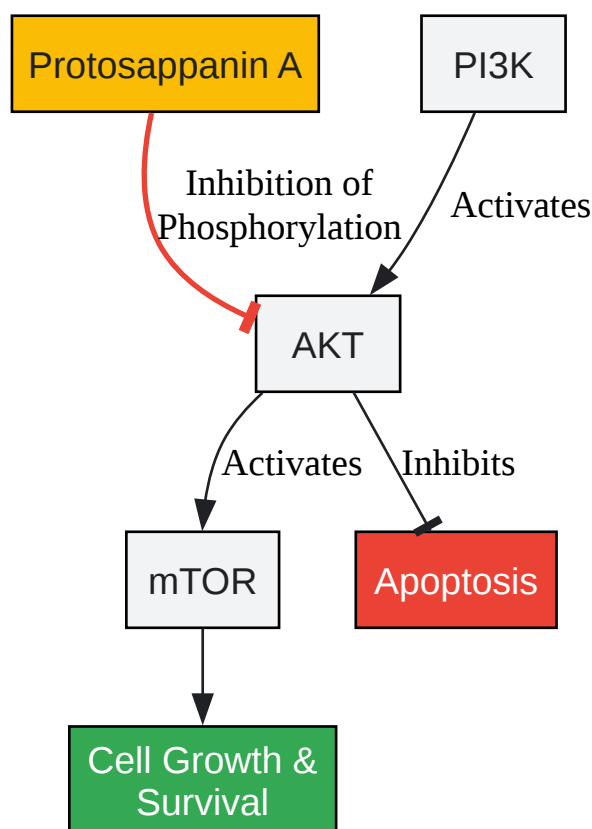 Protosappanin A
PI3K
Inhibition of
Phosphorylation
Activates
AKT
Activates
Inhibits
mTOR
Apoptosis
Cell Growth &
Survival